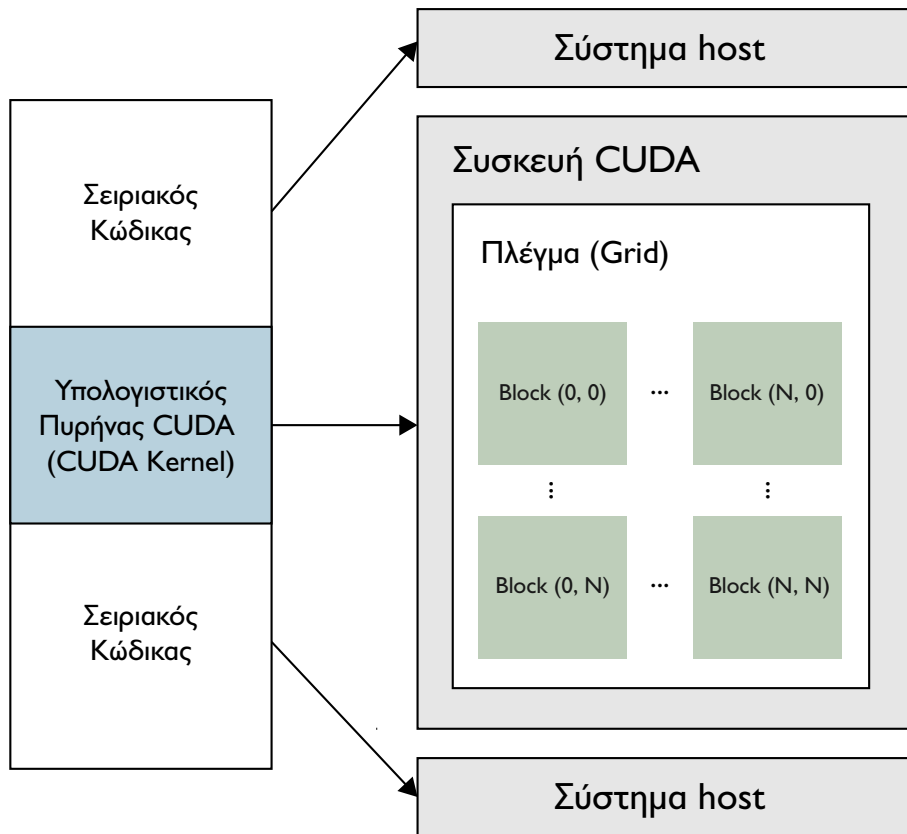 Σύστημα host
Σειριακός
Κώδικας
Υπολογιστικός
Πυρήνας CUDA
(CUDA Kernel)
Σειριακός
Κώδικας
Συσκευή CUDA
Πλέγμα (Grid)
Block (0, 0) ... Block (N, 0)
⋮ ⋮
Block (0, N) ... Block (N, N)
Σύστημα host